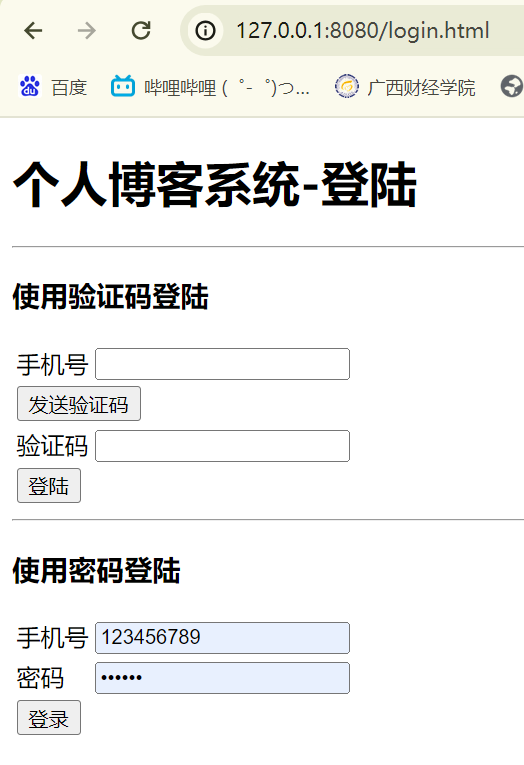 127.0.0.1:8080/login.html
百度 哔哩哔哩 (゜-゜)つ... 广西财经学院
个人博客系统-登陆
使用验证码登陆
手机号
发送验证码
验证码
登陆
使用密码登陆
手机号 123456789
密码 ••••••
登录